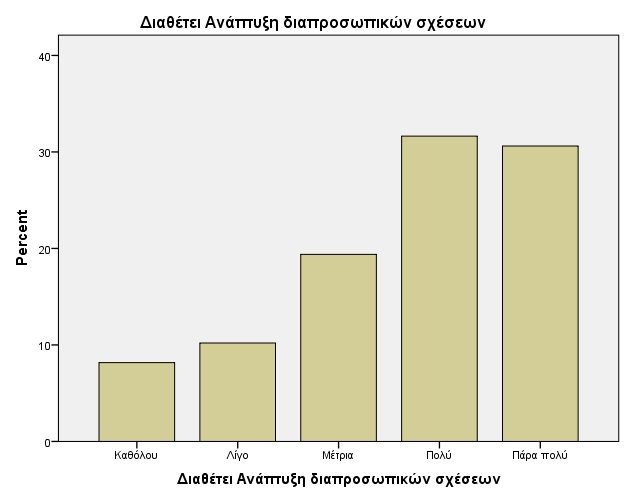 Διαθέτει Ανάπτυξη διαπροσωπικών σχέσεων
Percent
40
30
20
10
0
Καθόλου
Λίγο
Μέτρια
Πολύ
Πάρα πολύ
Διαθέτει Ανάπτυξη διαπροσωπικών σχέσεων